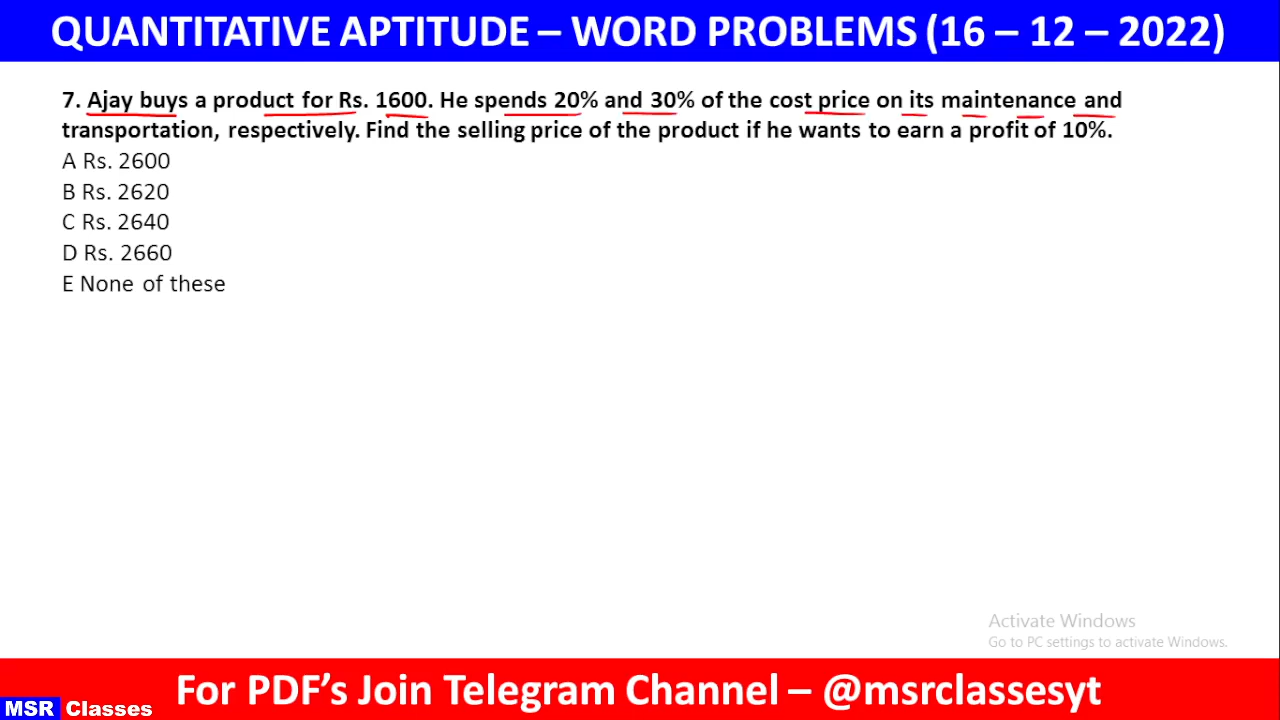 QUANTITATIVE APTITUDE – WORD PROBLEMS (16 – 12 – 2022)
7. Ajay buys a product for Rs. 1600. He spends 20% and 30% of the cost price on its maintenance and
transportation, respectively. Find the selling price of the product if he wants to earn a profit of 10%.
A Rs. 2600
B Rs. 2620
C Rs. 2640
D Rs. 2660
E None of these
Activate Windows
Go to PC settings to activate Windows.
For PDF’s Join Telegram Channel – @msrclassesyt
MSR Classes